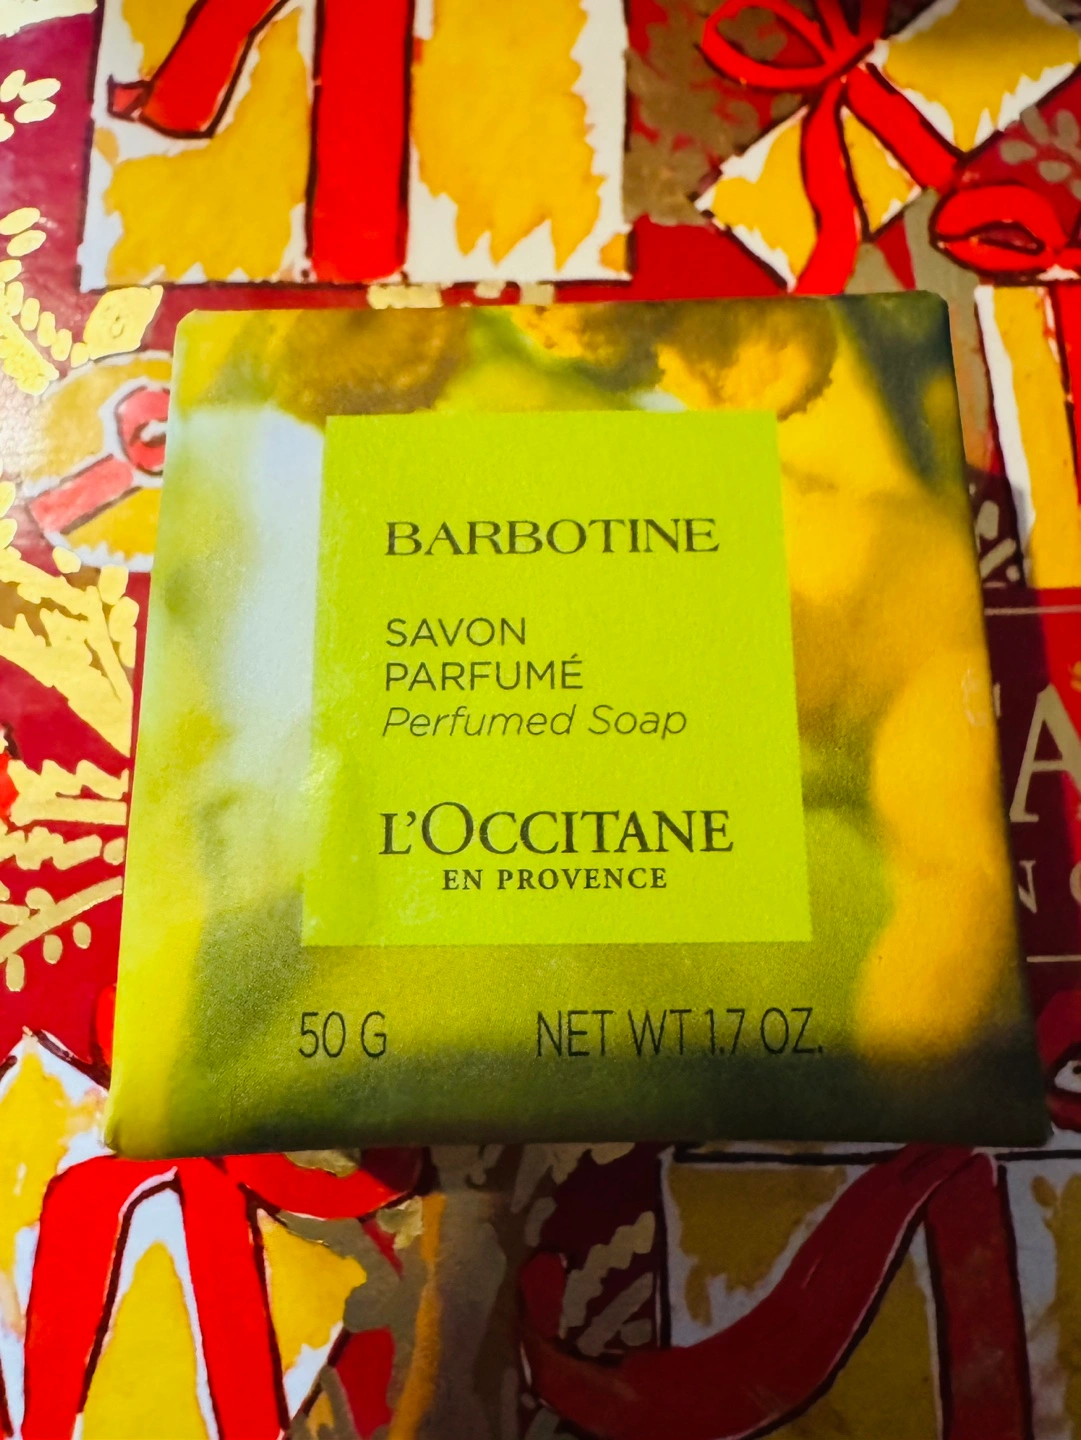 BARBOTINE
SAVON
PARFUMÉ
Perfumed Soap
L'OCCITANE
EN PROVENCE
50 G NET WT 1.7 OZ.